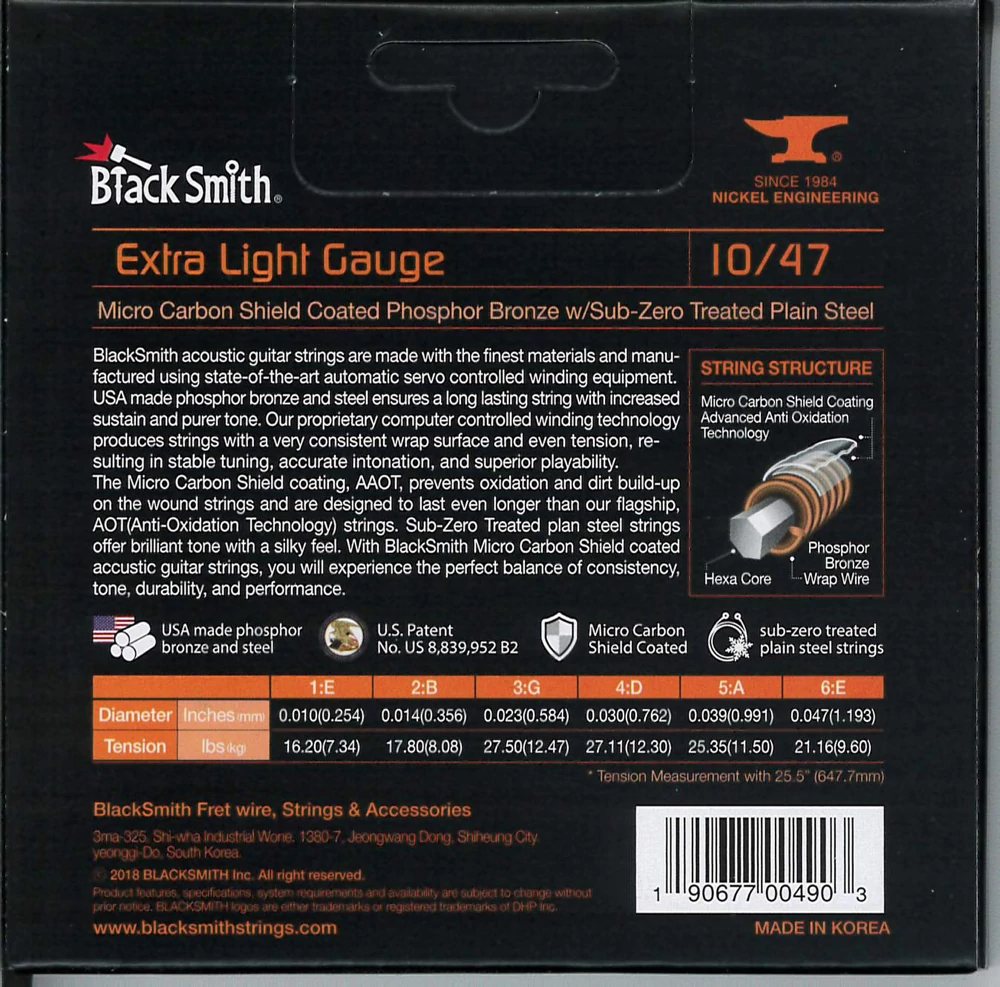 Black Smith®
®
SINCE 1984
NICKEL ENGINEERING
Extra Light Gauge
10/47
Micro Carbon Shield Coated Phosphor Bronze w/Sub-Zero Treated Plain Steel
BlackSmith acoustic guitar strings are made with the finest materials and manu-
factured using state-of-the-art automatic servo controlled winding equipment.
USA made phosphor bronze and steel ensures a long lasting string with increased
sustain and purer tone. Our proprietary computer controlled winding technology
produces strings with a very consistent wrap surface and even tension, re-
sulting in stable tuning, accurate intonation, and superior playability.
The Micro Carbon Shield coating, AAOT, prevents oxidation and dirt build-up
on the wound strings and are designed to last even longer than our flagship,
AOT(Anti-Oxidation Technology) strings. Sub-Zero Treated plan steel strings
offer brilliant tone with a silky feel. With BlackSmith Micro Carbon Shield coated
accustic guitar strings, you will experience the perfect balance of consistency,
tone, durability, and performance.
STRING STRUCTURE
Micro Carbon Shield Coating
Advanced Anti Oxidation
Technology
Hexa Core
Phosphor
Bronze
Wrap Wire
USA made phosphor
bronze and steel
U.S. Patent
No. US 8,839,952 B2
Micro Carbon
Shield Coated
sub-zero treated
plain steel strings
1:E 2:B 3:G 4:D 5:A 6:E
Diameter Inches(mm) 0.010(0.254) 0.014(0.356) 0.023(0.584) 0.030(0.762) 0.039(0.991) 0.047(1.193)
Tension lbs(kg) 16.20(7.34) 17.80(8.08) 27.50(12.47) 27.11(12.30) 25.35(11.50) 21.16(9.60)
* Tension Measurement with 25.5" (647.7mm)
BlackSmith Fret wire, Strings & Accessories
3ma-325, Shi-wha Industrial Wone, 1380-7, Jeongwang Dong, Shiheung City,
yeonggi-Do, South Korea.
© 2018 BLACKSMITH Inc. All right reserved.
Product features, specifications, system requirements and availability are subject to change without
prior notice. BLACKSMITH logos are either trademarks or registered trademarks of DHP Inc.
www.blacksmithstrings.com
1 90677 00490 3
MADE IN KOREA